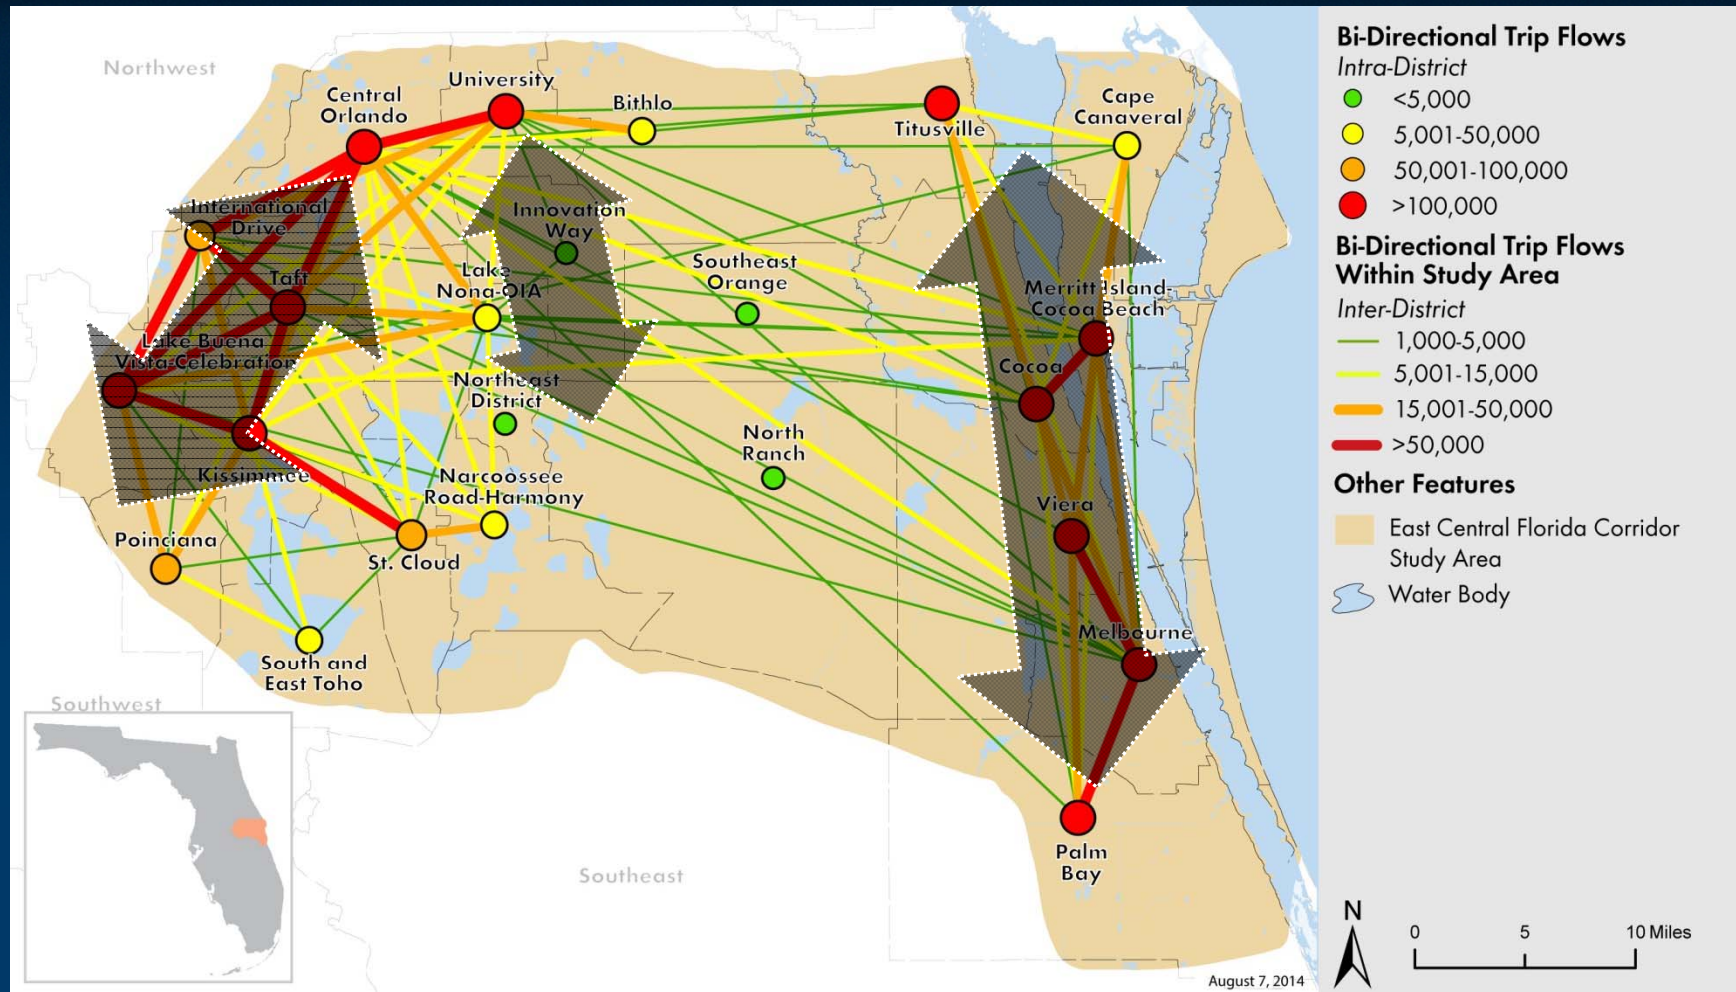 Northwest
Central
Orlando
University
Bithlo
Titusville
Cape
Canaveral
International
Drive
Innovation
Way
Taft
Lake
Nona-OIA
Southeast
Orange
Merritt Island-
Cocoa Beach
Lake Buena
Vista-Celebration
Cocoa
Northeast
District
North
Ranch
Kissimmee
Narcoossee
Road-Harmony
Viera
Poinciana
St. Cloud
Melbourne
South and
East Toho
Southwest
Southeast
Palm
Bay
August 7, 2014
Bi-Directional Trip Flows
Intra-District
<5,000
5,001-50,000
50,001-100,000
>100,000
Bi-Directional Trip Flows
Within Study Area
Inter-District
1,000-5,000
5,001-15,000
15,001-50,000
>50,000
Other Features
East Central Florida Corridor
Study Area
Water Body
N
0 5 10 Miles